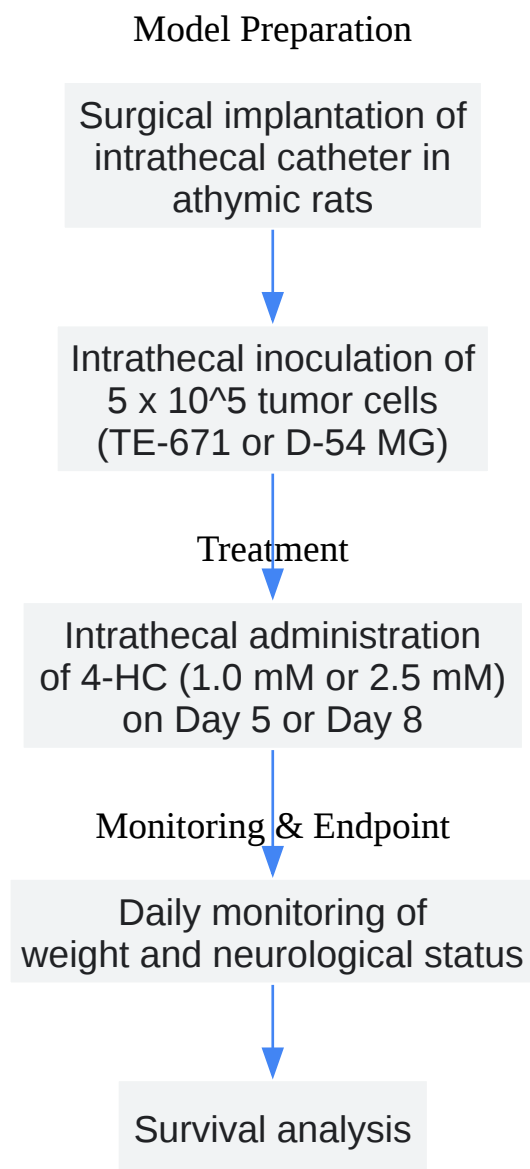 Model Preparation
Surgical implantation of
intrathecal catheter in
athymic rats
Intrathecal inoculation of
5 x 10^5 tumor cells
(TE-671 or D-54 MG)
Treatment
Intrathecal administration
of 4-HC (1.0 mM or 2.5 mM)
on Day 5 or Day 8
Monitoring & Endpoint
Daily monitoring of
weight and neurological status
Survival analysis